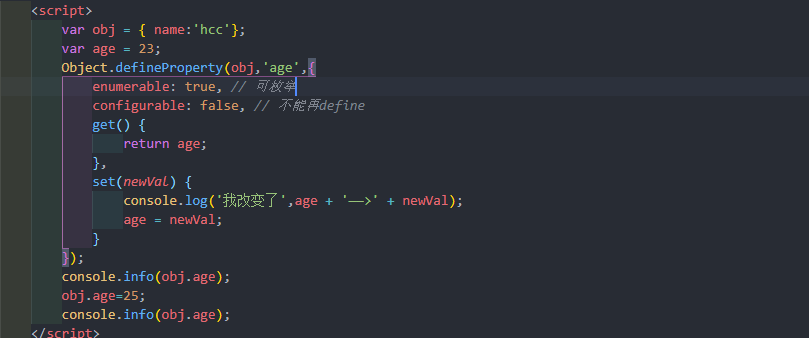 <script>
var obj = { name:'hcc'};
var age = 23;
Object.defineProperty(obj,'age',{
enumerable: true, // 可枚举
configurable: false, // 不能再define
get() {
return age;
},
set(newVal) {
console.log('我改变了',age + '——>' + newVal);
age = newVal;
}
});
console.info(obj.age);
obj.age=25;
console.info(obj.age);
</script>